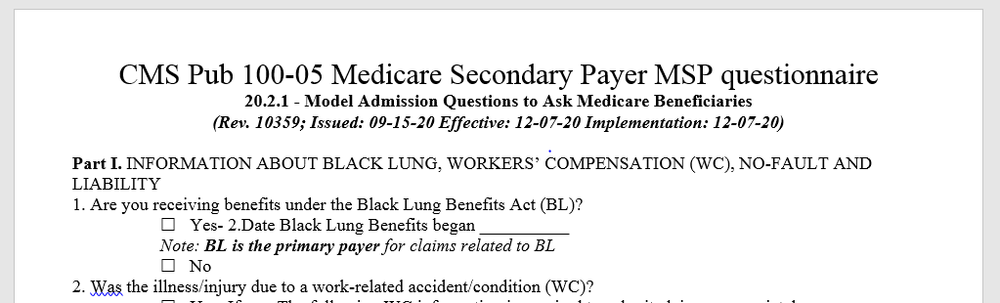 CMS Pub 100-05 Medicare Secondary Payer MSP questionnaire
20.2.1 - Model Admission Questions to Ask Medicare Beneficiaries
(Rev. 10359; Issued: 09-15-20 Effective: 12-07-20 Implementation: 12-07-20)
Part I. INFORMATION ABOUT BLACK LUNG, WORKERS’ COMPENSATION (WC), NO-FAULT AND
LIABILITY
1. Are you receiving benefits under the Black Lung Benefits Act (BL)?
☐ Yes- 2.Date Black Lung Benefits began __________
Note: BL is the primary payer for claims related to BL
☐ No
2. Was the illness/injury due to a work-related accident/condition (WC)?